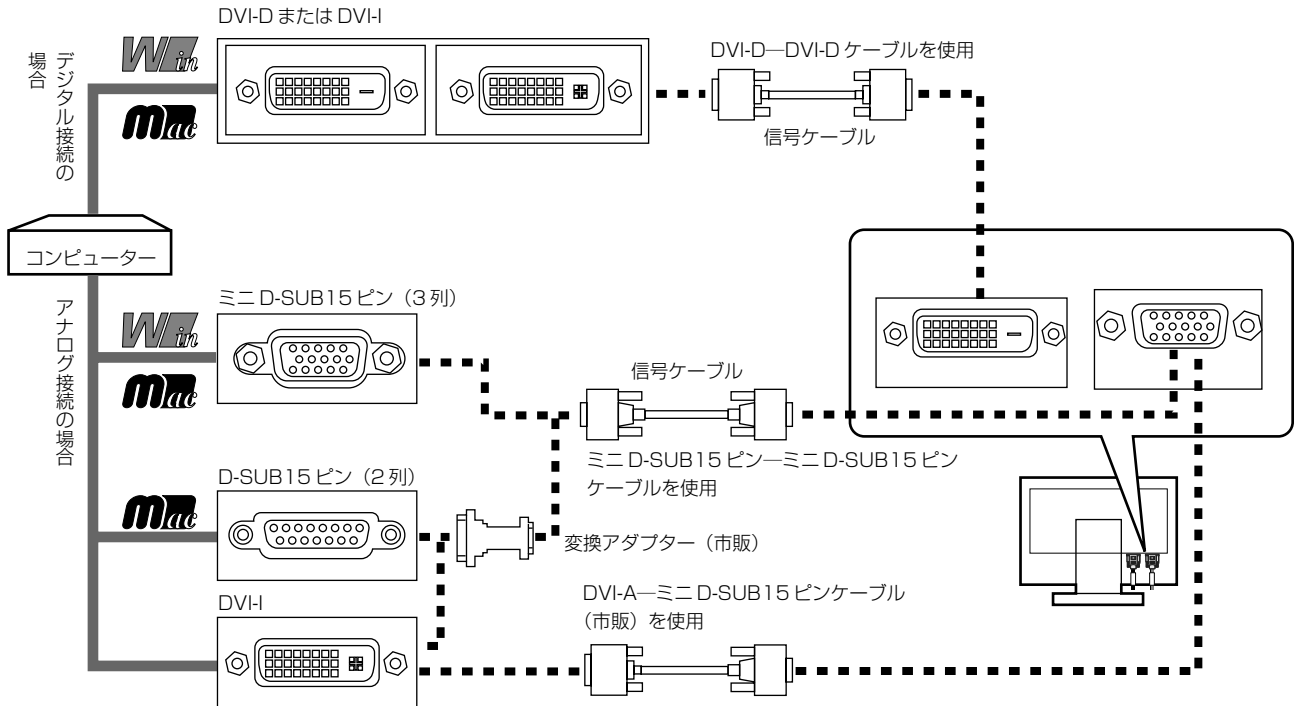 DVI-D または DVI-I
Win
Mac
デジタル接続の
場合
DVI-D―DVI-D ケーブルを使用
信号ケーブル
コンピューター
アナログ接続の場合
ミニ D-SUB15 ピン（3 列）
Win
Mac
信号ケーブル
ミニ D-SUB15 ピン―ミニ D-SUB15 ピン
ケーブルを使用
D-SUB15 ピン（2 列）
Mac
変換アダプター（市販）
DVI-I
DVI-A―ミニ D-SUB15 ピンケーブル
（市販）を使用